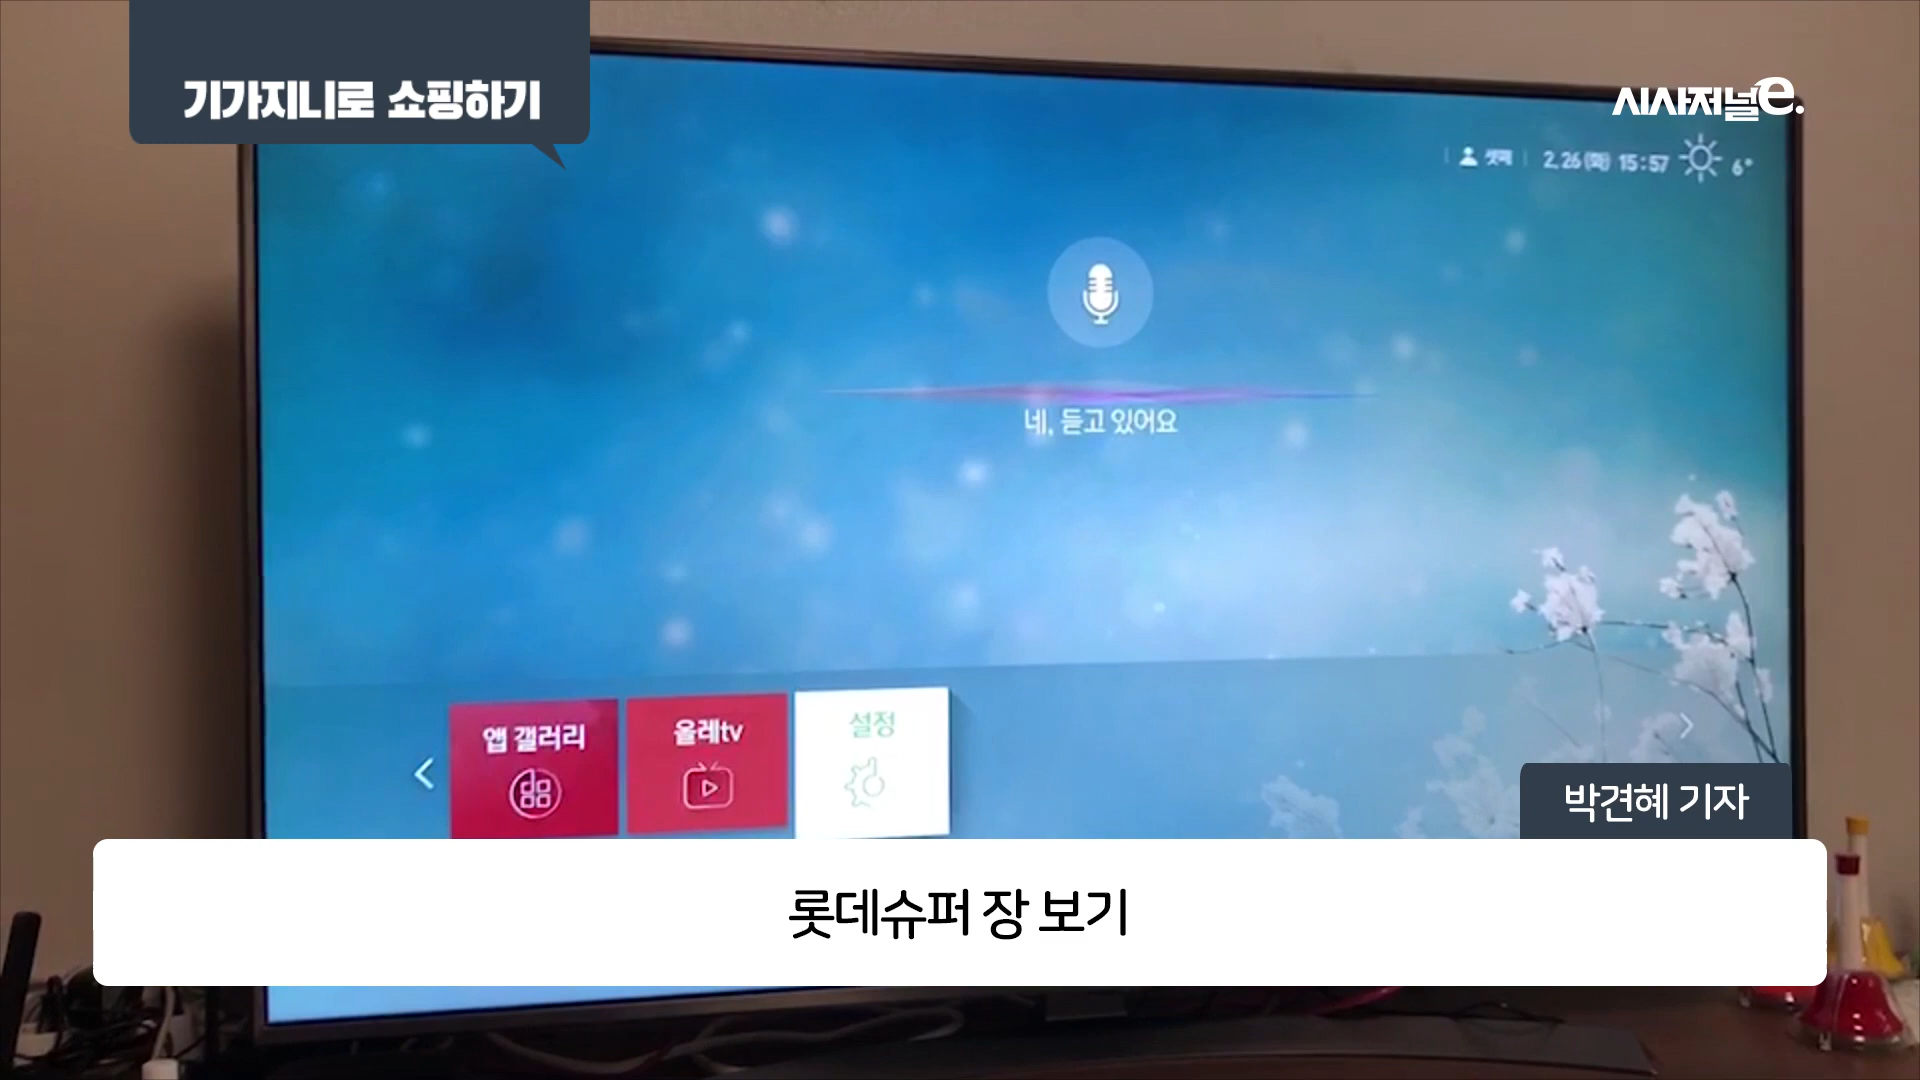 기가지니로 쇼핑하기
시사저널e.
2.26(화) 15:57 6°
네, 듣고 있어요
앱 갤러리
올레tv
설정
박견혜 기자
롯데슈퍼 장 보기